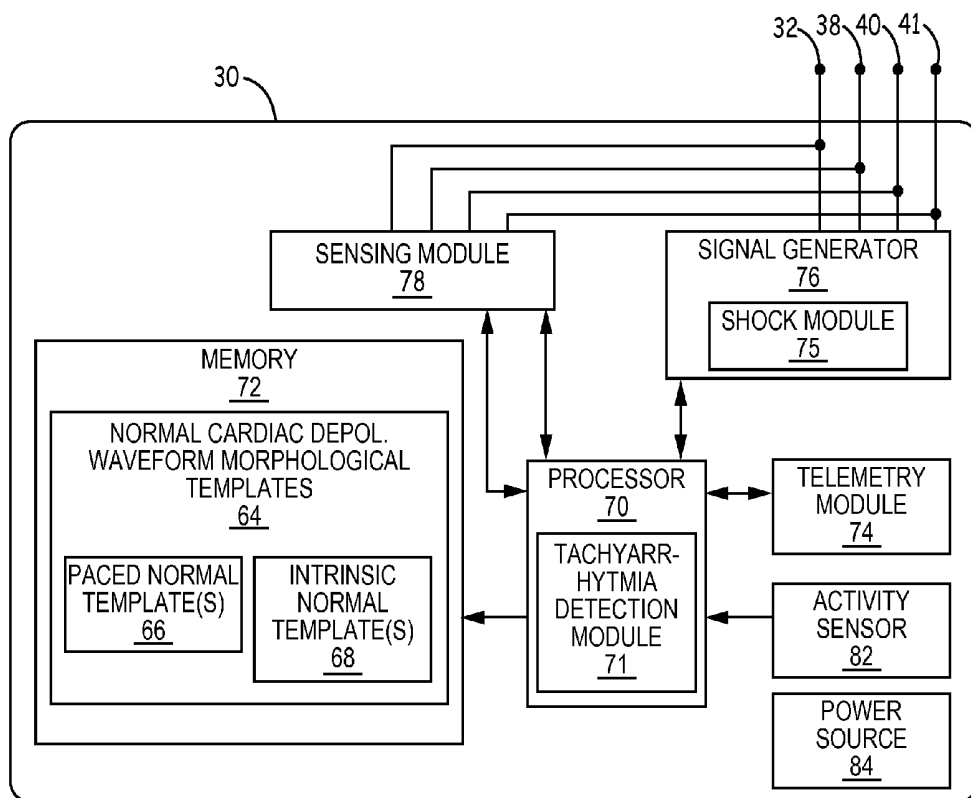 32
38
40
41
30
SENSING MODULE
78
SIGNAL GENERATOR
76
SHOCK MODULE
75
MEMORY
72
NORMAL CARDIAC DEPOL.
WAVEFORM MORPHOLOGICAL
TEMPLATES
64
PACED NORMAL
TEMPLATE(S)
66
INTRINSIC
NORMAL
TEMPLATE(S)
68
PROCESSOR
70
TACHYARR-
HYTMIA
DETECTION
MODULE
71
TELEMETRY
MODULE
74
ACTIVITY
SENSOR
82
POWER
SOURCE
84